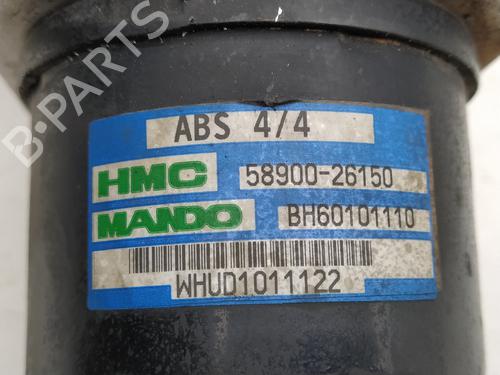 B-PARTS
ABS 4/4
HMC 58900-26150
MANDO BH60101110
WHUD1011122